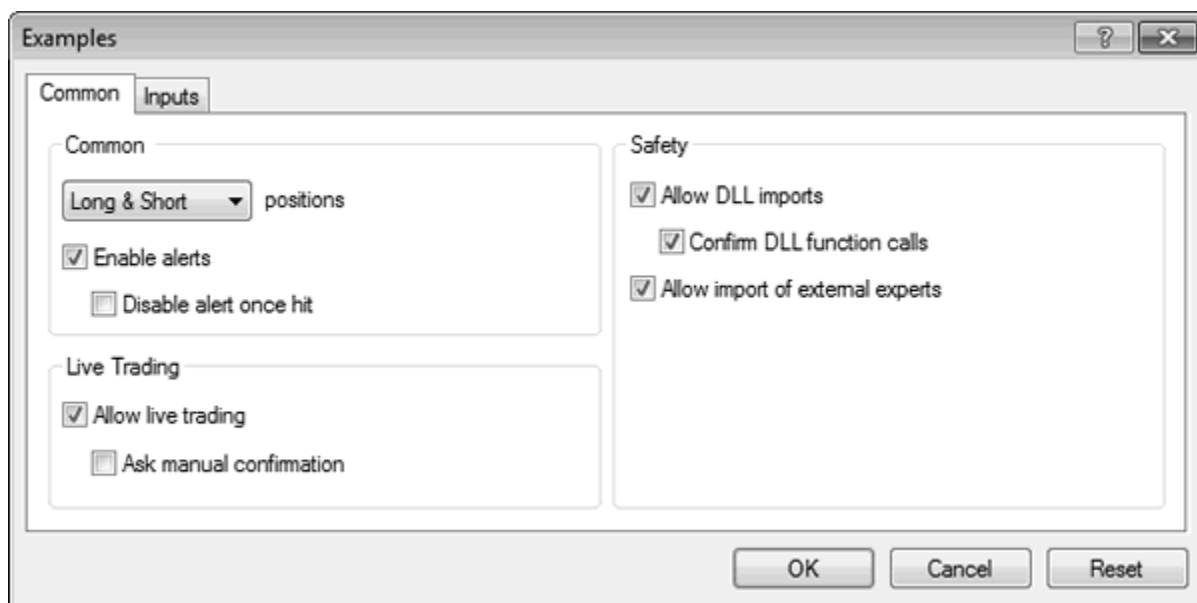 Examples
Common Inputs
Common
Long & Short positions
Enable alerts
Disable alert once hit
Live Trading
Allow live trading
Ask manual confirmation
Safety
Allow DLL imports
Confirm DLL function calls
Allow import of external experts
OK Cancel Reset